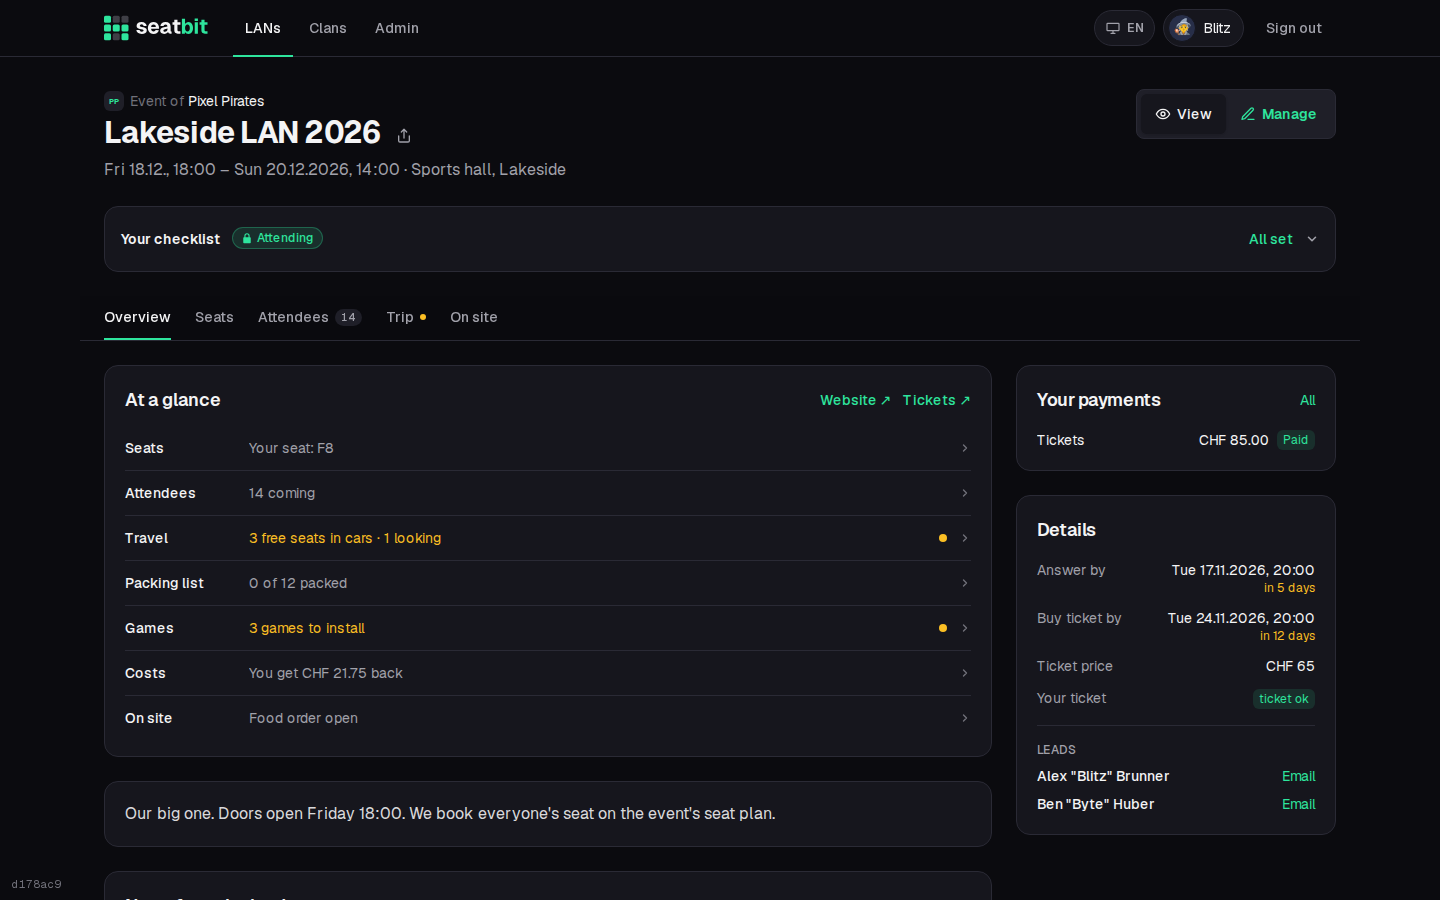 seatbit LANs Clans Admin EN Blitz Sign out
PP Event of Pixel Pirates
Lakeside LAN 2026
View Manage
Fri 18.12., 18:00 – Sun 20.12.2026, 14:00 · Sports hall, Lakeside
Your checklist Attending All set
Overview Seats Attendees 14 Trip On site
At a glance Website ↗ Tickets ↗
Seats Your seat: F8
Attendees 14 coming
Travel 3 free seats in cars · 1 looking
Packing list 0 of 12 packed
Games 3 games to install
Costs You get CHF 21.75 back
On site Food order open
Our big one. Doors open Friday 18:00. We book everyone's seat on the event's seat plan.
Your payments All
Tickets CHF 85.00 Paid
Details
Answer by Tue 17.11.2026, 20:00
in 5 days
Buy ticket by Tue 24.11.2026, 20:00
in 12 days
Ticket price CHF 65
Your ticket ticket ok
LEADS
Alex "Blitz" Brunner Email
Ben "Byte" Huber Email
d178ac9